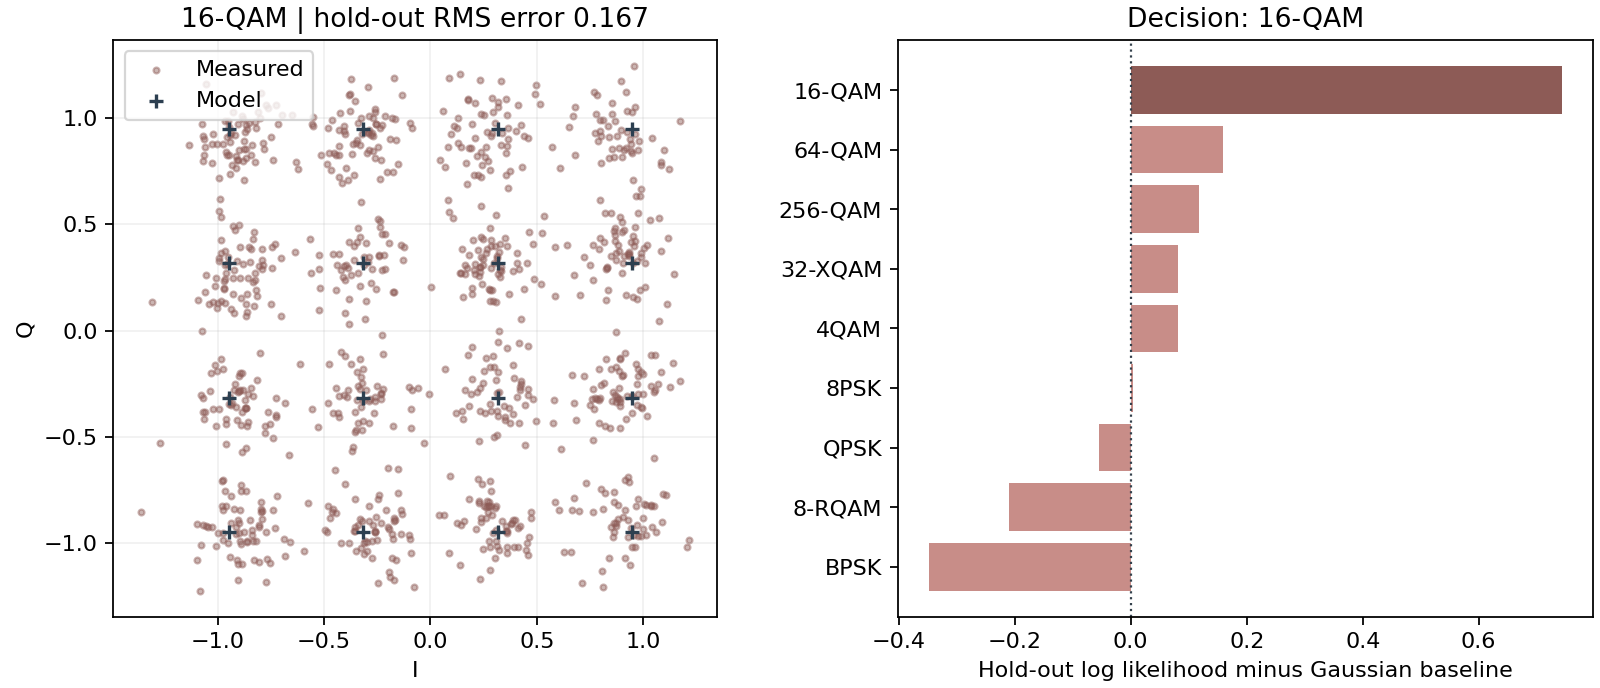 16-QAM | hold-out RMS error 0.167
Measured
Model
1.0
0.5
0.0
−0.5
−1.0
Q
−1.0
−0.5
0.0
0.5
1.0
I
Decision: 16-QAM
16-QAM
64-QAM
256-QAM
32-XQAM
4QAM
8PSK
QPSK
8-RQAM
BPSK
−0.4
−0.2
0.0
0.2
0.4
0.6
Hold-out log likelihood minus Gaussian baseline